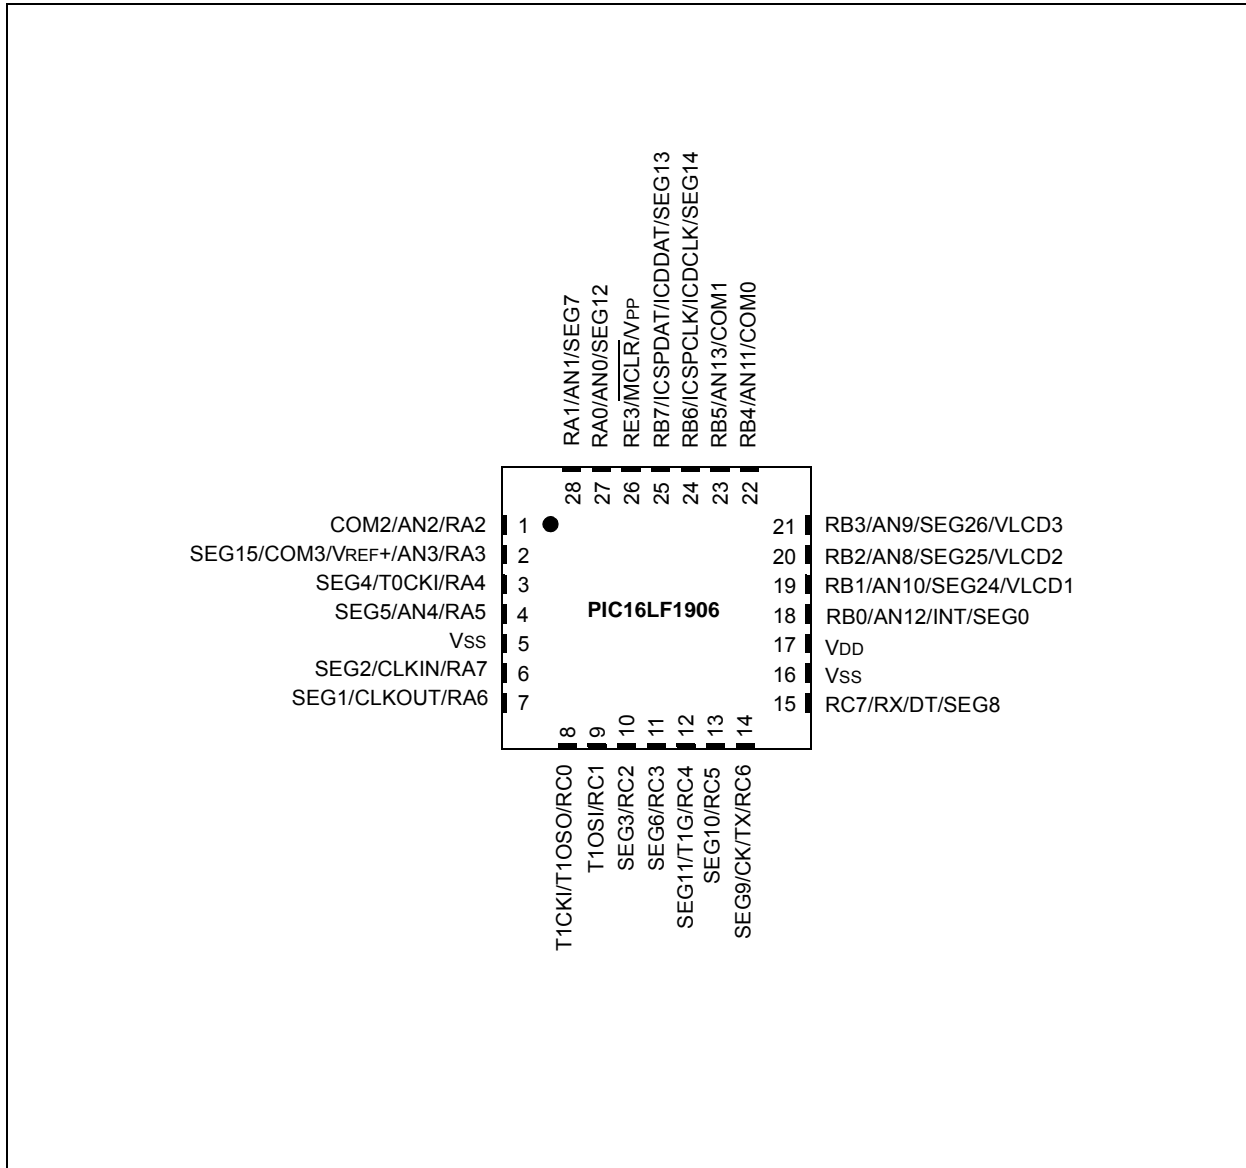 RA1/AN1/SEG7
RA0/AN0/SEG12
RE3/MCLR/VPP
RB7/ICSPDAT/ICDDAT/SEG13
RB6/ICSPCLK/ICDCLK/SEG14
RB5/AN13/COM1
RB4/AN11/COM0
28
27
26
25
24
23
22
COM2/AN2/RA2
SEG15/COM3/VREF+/AN3/RA3
SEG4/T0CKI/RA4
SEG5/AN4/RA5
VSS
SEG2/CLKIN/RA7
SEG1/CLKOUT/RA6
1
2
3
4
5
6
7
PIC16LF1906
21
20
19
18
17
16
15
RB3/AN9/SEG26/VLCD3
RB2/AN8/SEG25/VLCD2
RB1/AN10/SEG24/VLCD1
RB0/AN12/INT/SEG0
VDD
VSS
RC7/RX/DT/SEG8
8
9
10
11
12
13
14
T1CKI/T1OSO/RC0
T1OSI/RC1
SEG3/RC2
SEG6/RC3
SEG11/T1G/RC4
SEG10/RC5
SEG9/CK/TX/RC6